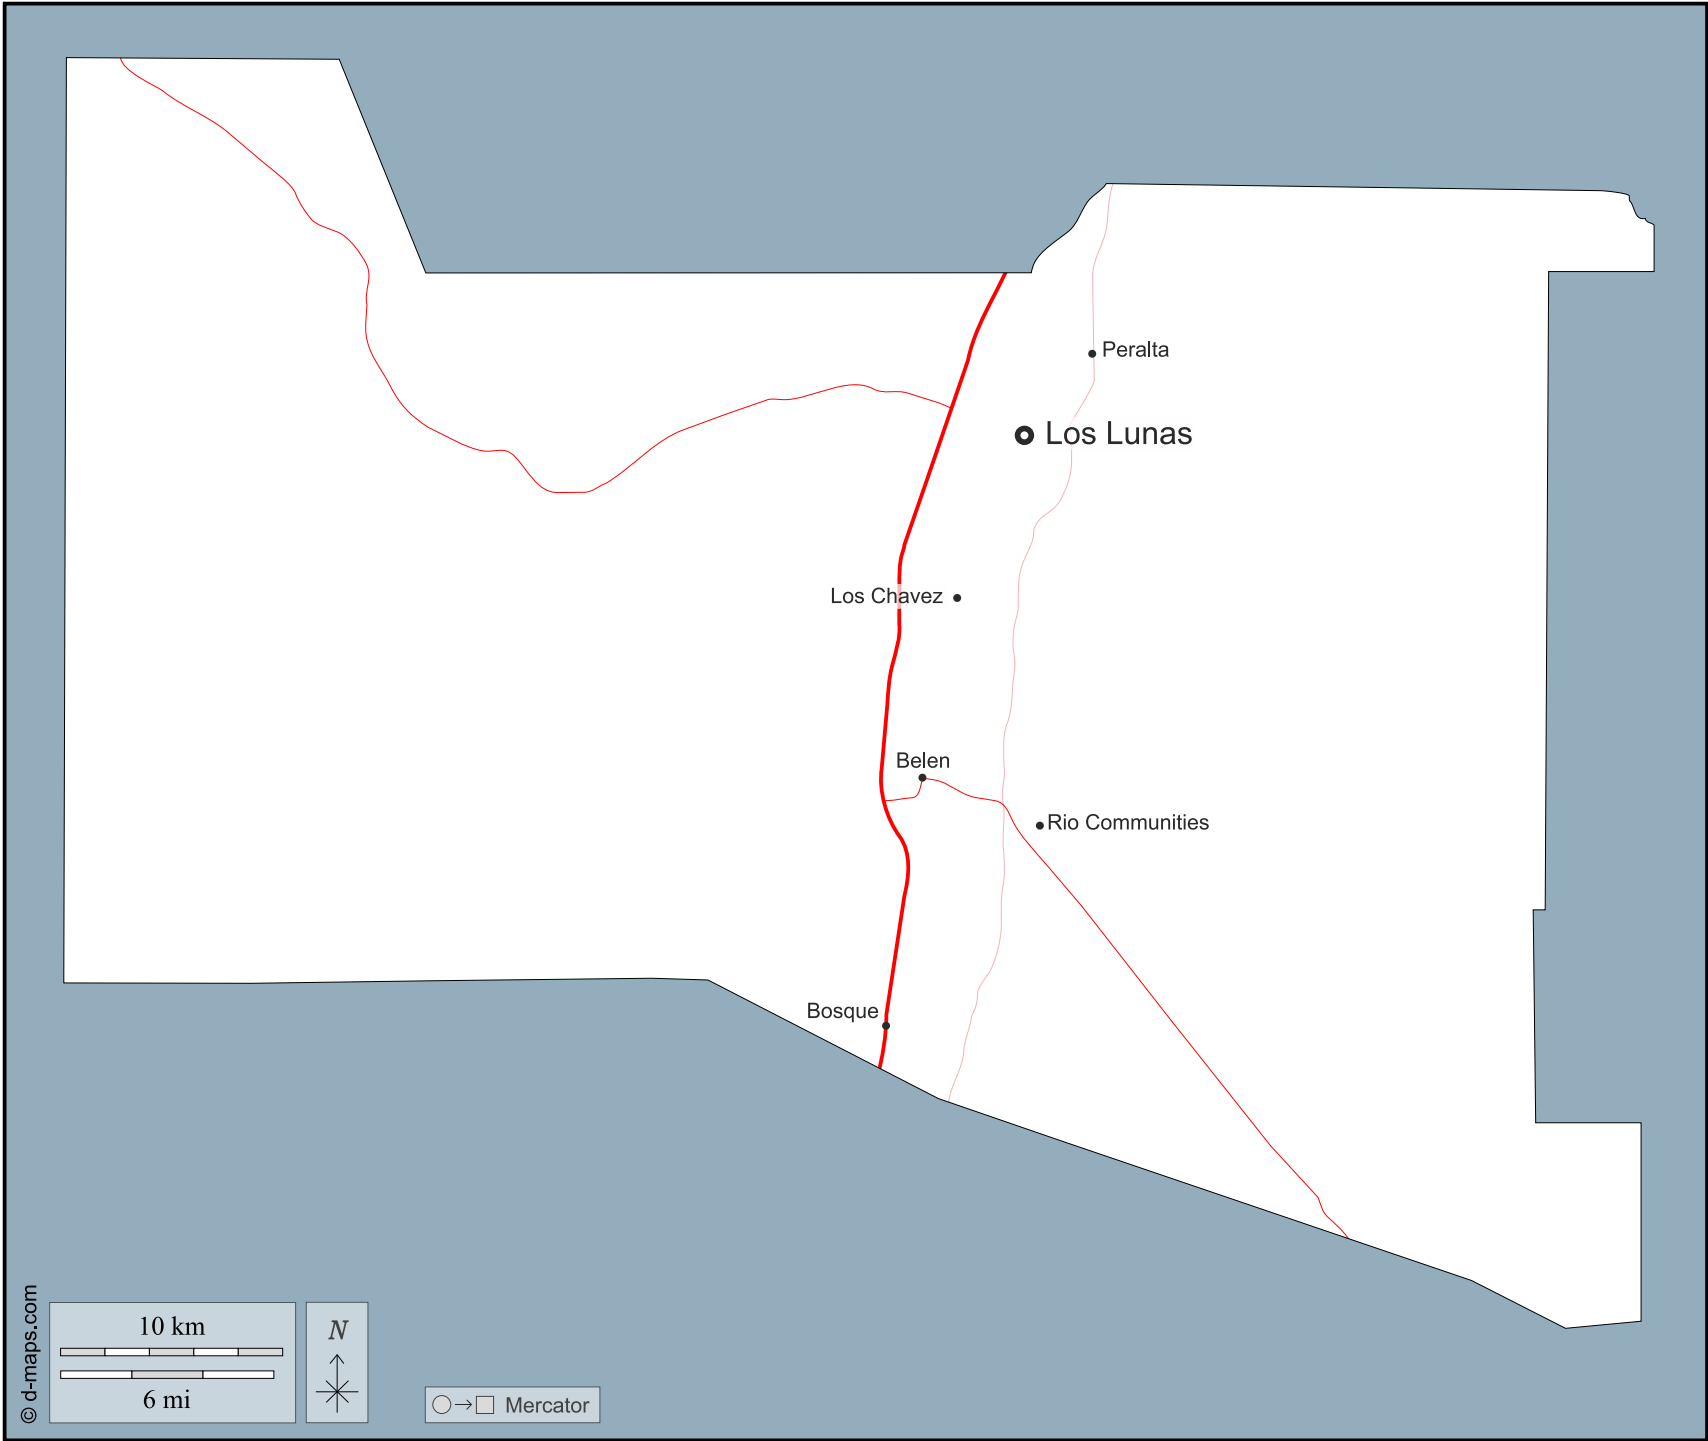 Peralta
Los Lunas
Los Chavez
Belen
Rio Communities
Bosque
© d-maps.com
10 km
6 mi
N
Mercator